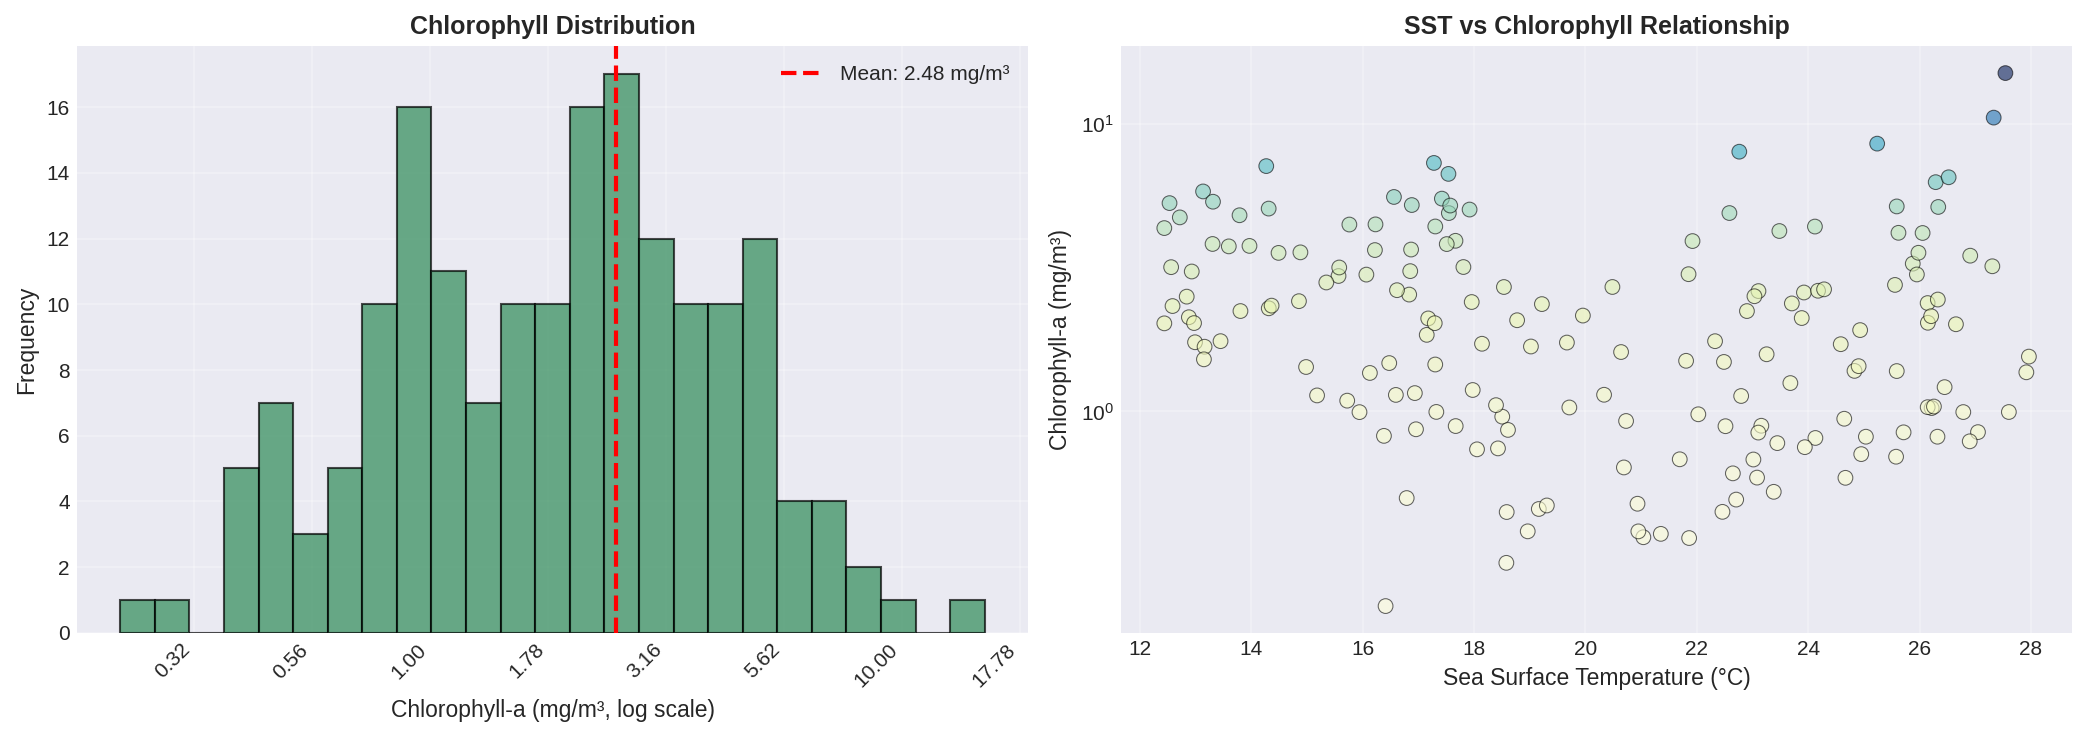 Chlorophyll Distribution
Mean: 2.48 mg/m³
Frequency
16
14
12
10
8
6
4
2
0
0.32 0.56 1.00 1.78 3.16 5.62 10.00 17.78
Chlorophyll-a (mg/m³, log scale)
SST vs Chlorophyll Relationship
Chlorophyll-a (mg/m³)
10¹
10⁰
12 14 16 18 20 22 24 26 28
Sea Surface Temperature (°C)